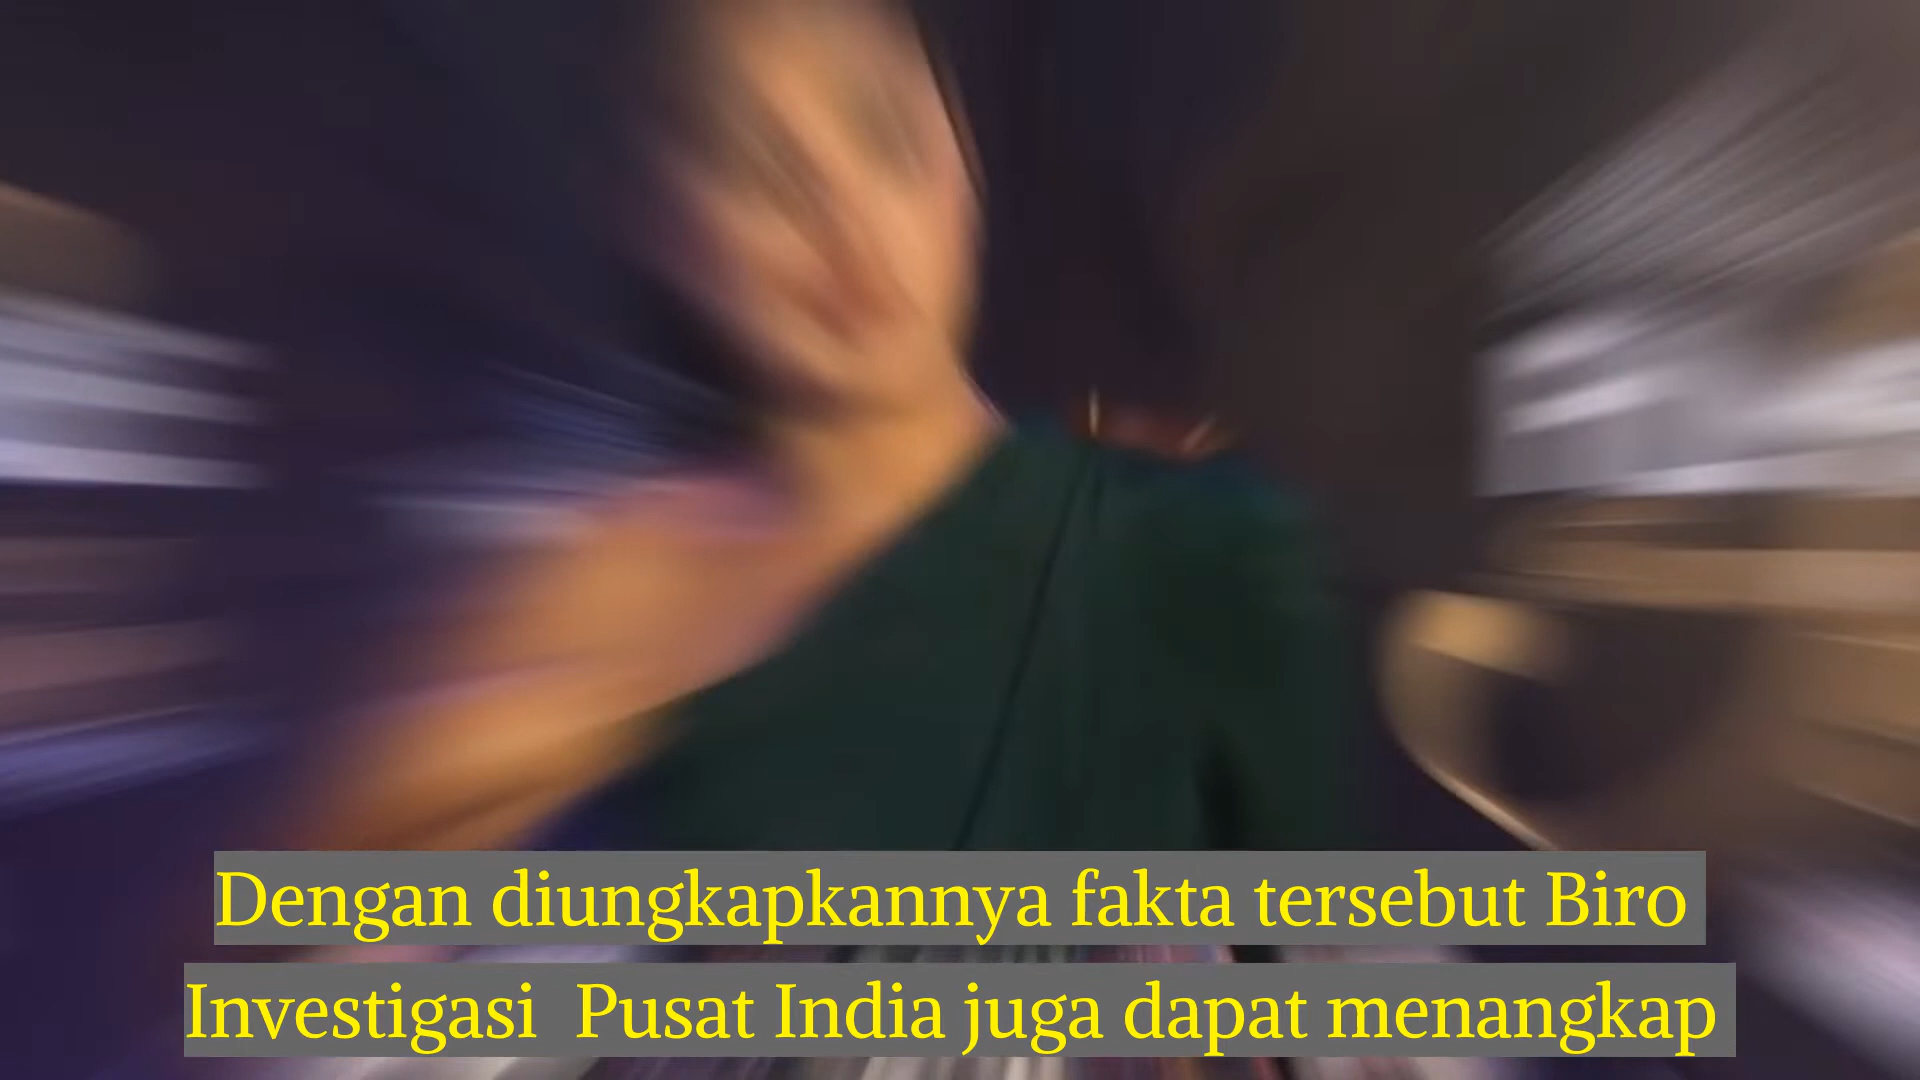 Dengan diungkapkannya fakta tersebut Biro
Investigasi  Pusat India juga dapat menangkap